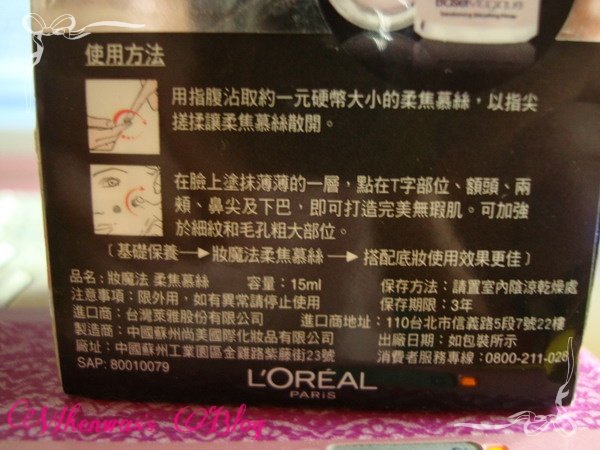 使用方法
用指腹沾取約一元硬幣大小的柔焦慕絲，以指尖
搓揉讓柔焦慕絲散開。
在臉上塗抹薄薄的一層，點在T字部位、額頭、兩
頰、鼻尖及下巴，即可打造完美無瑕肌。可加強
於細紋和毛孔粗大部位。
〔基礎保養→妝魔法柔焦慕絲→搭配底妝使用效果更佳〕
品名：妝魔法 柔焦慕絲 容量：15ml 保存方法：請置室內陰涼乾燥處
注意事項：限外用，如有異常請停止使用 保存期限：3年
進口商：台灣萊雅股份有限公司 進口商地址：110台北市信義路5段7號22樓
製造商：中國蘇州尚美國際化妝品有限公司 出廠日期：如包裝所示
廠址：中國蘇州工業園區金雞路紫藤街23號 消費者服務專線：0800-211-028
SAP: 80010079
L'ORÉAL
PARIS